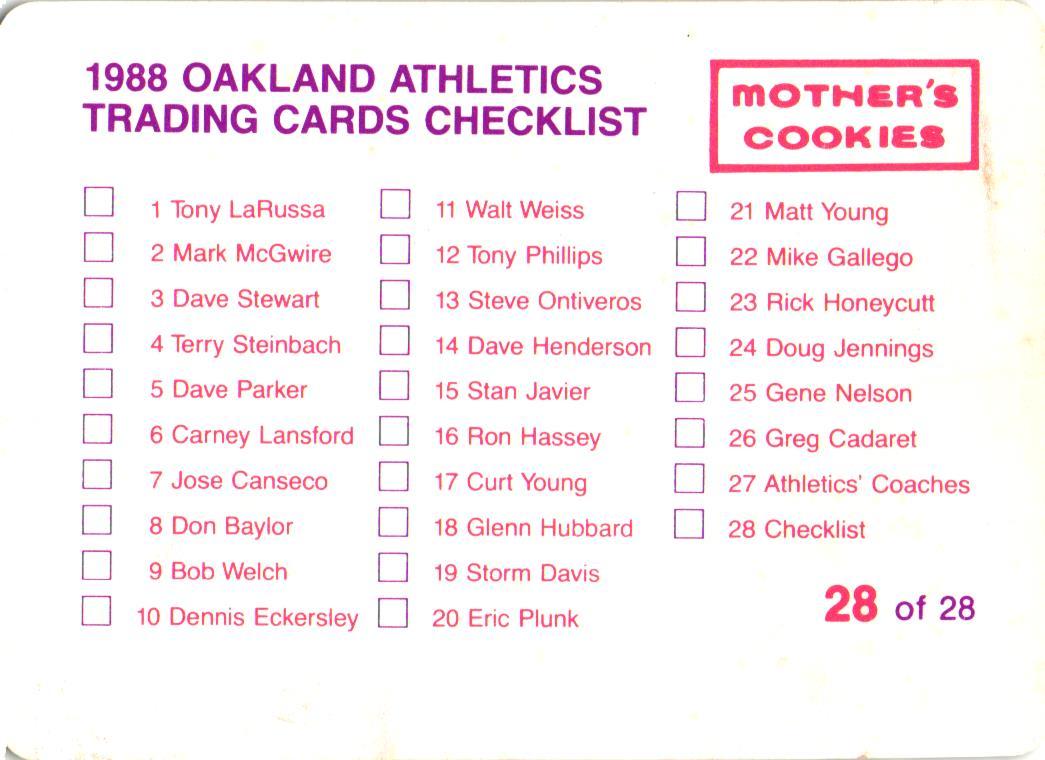 1988 OAKLAND ATHLETICS
TRADING CARDS CHECKLIST
MOTHER'S
COOKIES
1 Tony LaRussa
2 Mark McGwire
3 Dave Stewart
4 Terry Steinbach
5 Dave Parker
6 Carney Lansford
7 Jose Canseco
8 Don Baylor
9 Bob Welch
10 Dennis Eckersley
11 Walt Weiss
12 Tony Phillips
13 Steve Ontiveros
14 Dave Henderson
15 Stan Javier
16 Ron Hassey
17 Curt Young
18 Glenn Hubbard
19 Storm Davis
20 Eric Plunk
21 Matt Young
22 Mike Gallego
23 Rick Honeycutt
24 Doug Jennings
25 Gene Nelson
26 Greg Cadaret
27 Athletics' Coaches
28 Checklist
28 of 28